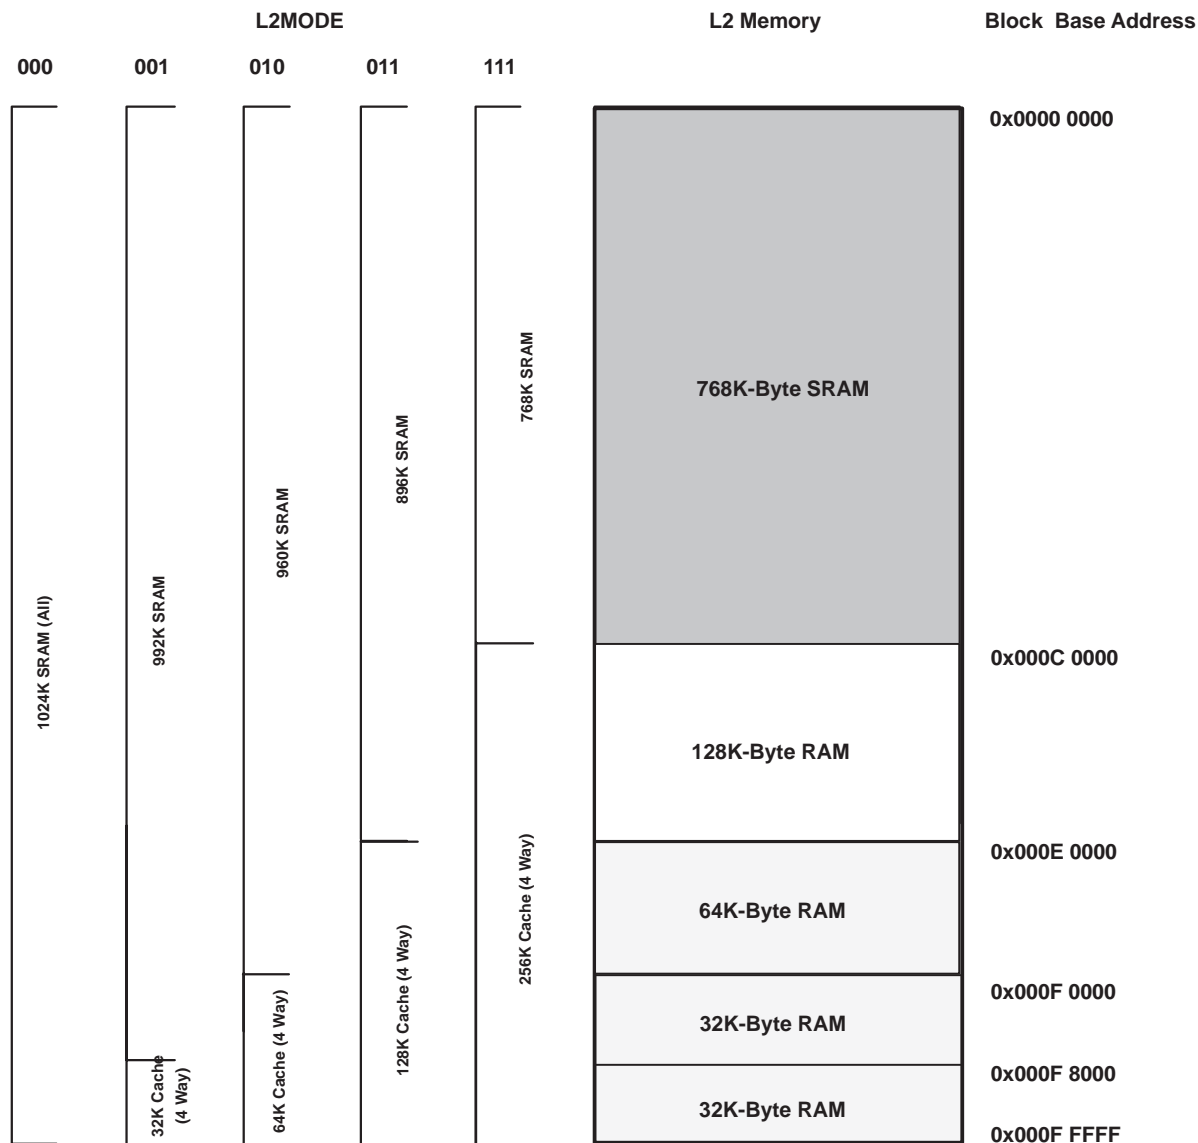 L2MODE
L2 Memory
Block Base Address
000
001
010
011
111
0x0000 0000
768K SRAM
768K-Byte SRAM
896K SRAM
960K SRAM
992K SRAM
1024K SRAM (All)
0x000C 0000
128K-Byte RAM
0x000E 0000
256K Cache (4 Way)
64K-Byte RAM
128K Cache (4 Way)
0x000F 0000
64K Cache (4 Way)
32K-Byte RAM
32K Cache
(4 Way)
0x000F 8000
32K-Byte RAM
0x000F FFFF